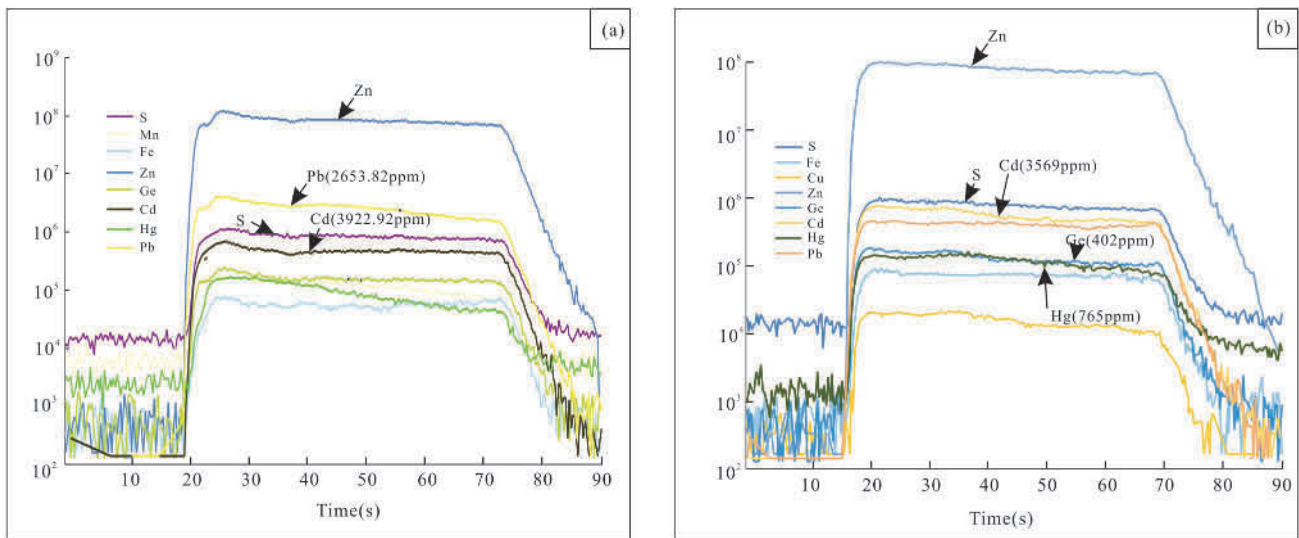 (a)
10⁹
10⁸
10⁷
10⁶
10⁵
10⁴
10³
10²
S
Mn
Fe
Zn
Ge
Cd
Hg
Pb
Zn
Pb(2653.82ppm)
S
Cd(3922.92ppm)
10 20 30 40 50 60 70 80 90
Time(s)
(b)
10⁸
10⁷
10⁶
10⁵
10⁴
10³
10²
S
Fe
Cu
Zn
Ge
Cd
Hg
Pb
Zn
Cd(3569ppm)
S
Ge(402ppm)
Hg(765ppm)
10 20 30 40 50 60 70 80 90
Time(s)